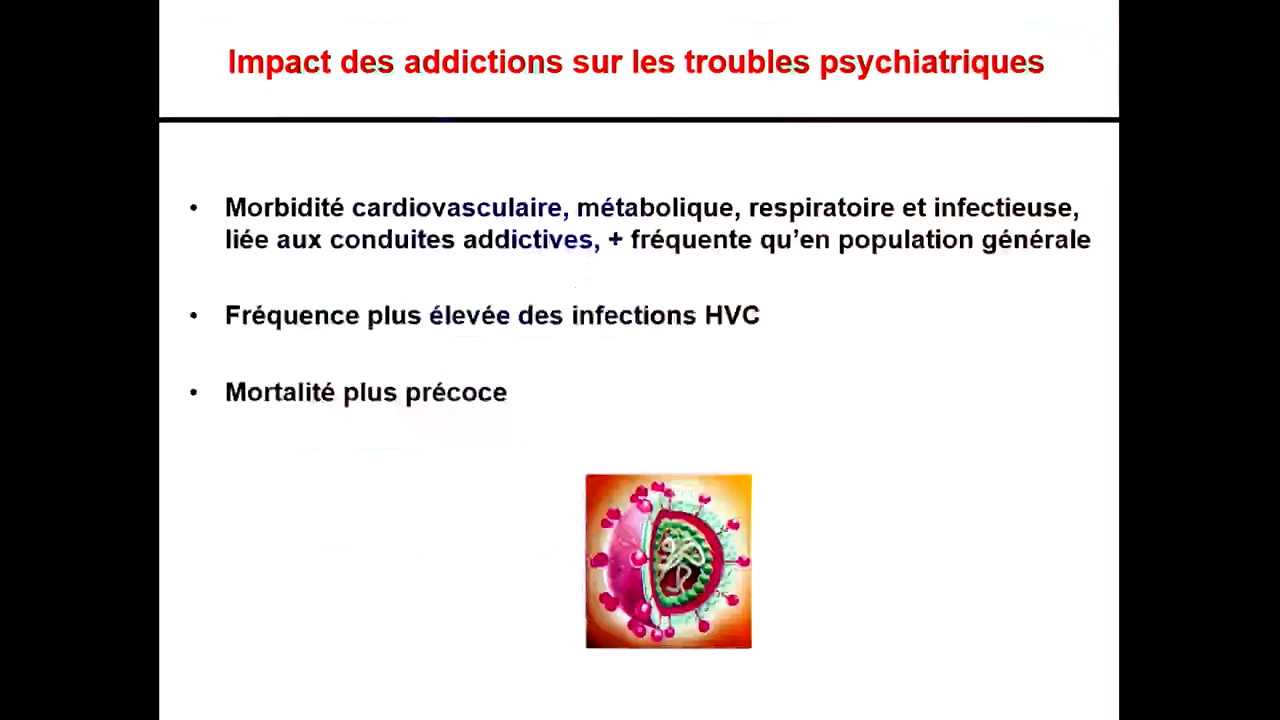 Impact des addictions sur les troubles psychiatriques
• Morbidité cardiovasculaire, métabolique, respiratoire et infectieuse,
liée aux conduites addictives, + fréquente qu’en population générale
• Fréquence plus élevée des infections HVC
• Mortalité plus précoce